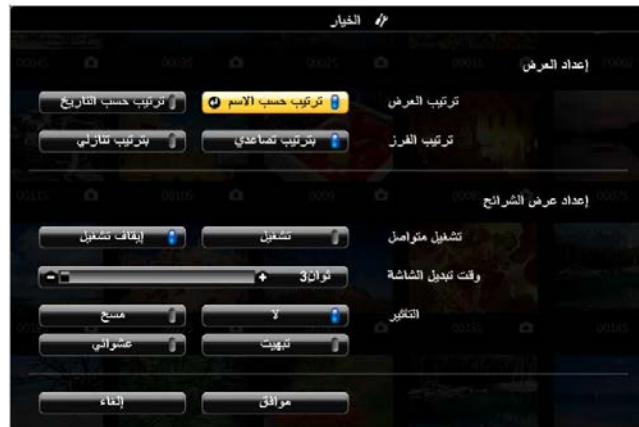 الخيار
إعداد العرض
ترتيب العرض ترتيب حسب الاسم ترتيب حسب التاريخ
ترتيب الفرز بترتيب تصاعدي بترتيب تنازلي
إعداد عرض الشرائح
تشغيل متواصل تشغيل إيقاف تشغيل
وقت تبديل الشاشة 3ثوان
التأثير لا مسح
تبهيت عشوائي
موافق إلغاء